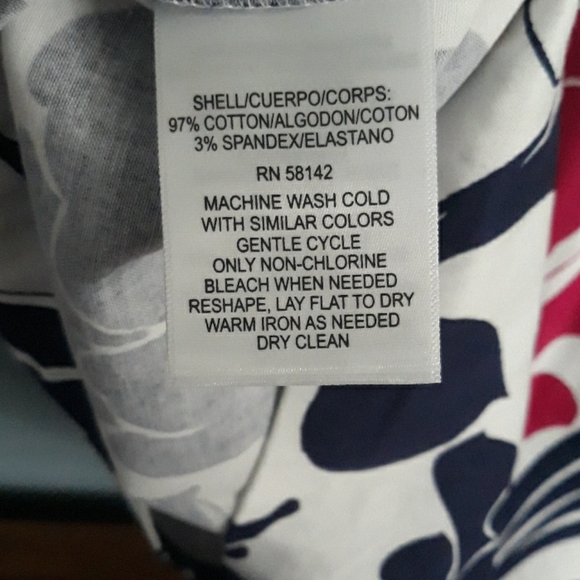 SHELL/CUERPO/CORPS:
97% COTTON/ALGODON/COTON
3% SPANDEX/ELASTANO
RN 58142
MACHINE WASH COLD
WITH SIMILAR COLORS
GENTLE CYCLE
ONLY NON-CHLORINE
BLEACH WHEN NEEDED
RESHAPE, LAY FLAT TO DRY
WARM IRON AS NEEDED
DRY CLEAN